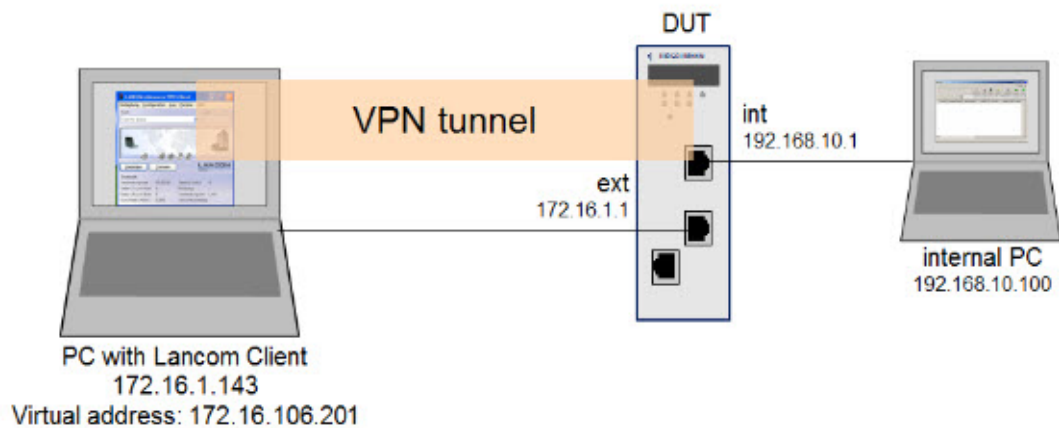 DUT
VPN tunnel
int
192.168.10.1
ext
172.16.1.1
internal PC
192.168.10.100
PC with Lancom Client
172.16.1.143
Virtual address: 172.16.106.201
LANCOM